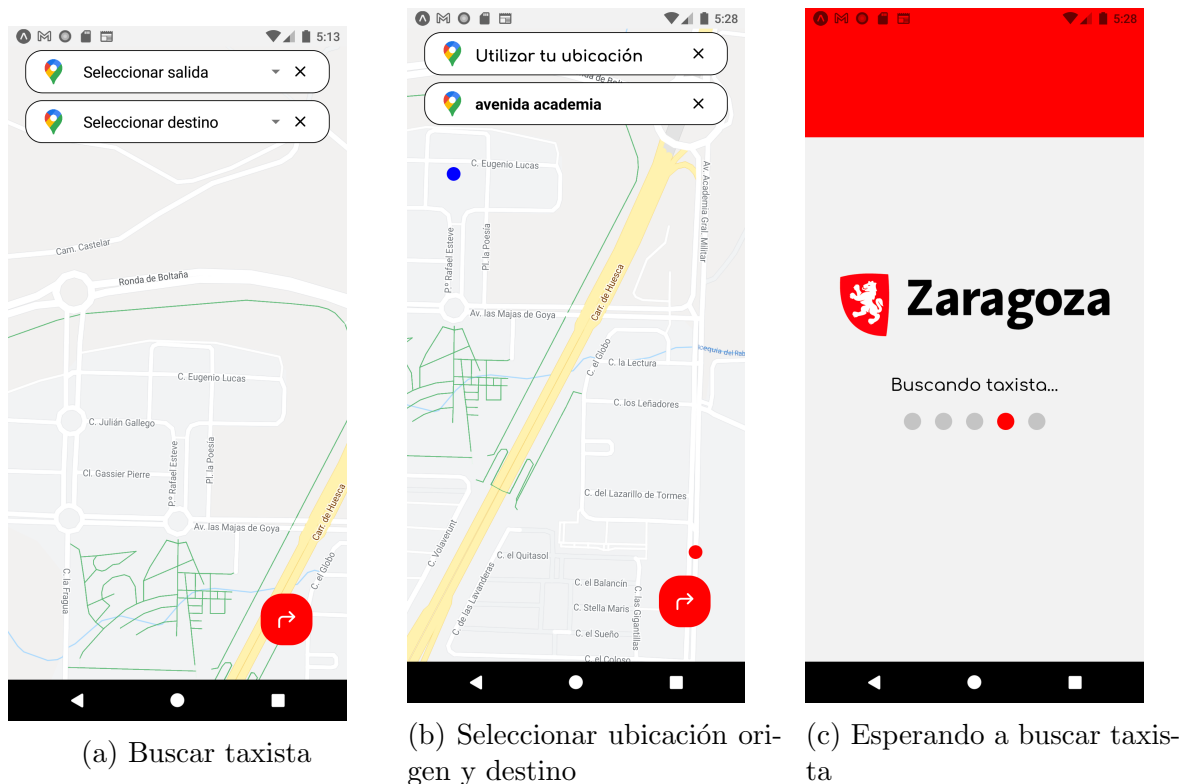 5:13
Seleccionar salida
Seleccionar destino
Cam. Castelar
Ronda de Boltaña
C. Eugenio Lucas
C. Julián Gallego
P.º Rafael Esteve
Pl. la Poesía
Cl. Gassier Pierre
Carr. de Huesca
Av. las Majas de Goya
C. el Globo
C. la Fragua
(a) Buscar taxista
5:28
Utilizar tu ubicación
avenida academia
C. Eugenio Lucas
Av. Academia Gral. Militar
P.º Rafael Esteve
Pl. la Poesía
Carr. de Huesca
Av. las Majas de Goya
C. el Globo
C. la Lectura
C. los Leñadores
C. del Lazarillo de Tormes
C. Volaverunt
C. el Quitasol
C. de las Lavanderas
C. el Balancín
C. las Gigantillas
C. Stella Maris
C. el Sueño
C. el Coloso
(b) Seleccionar ubicación ori-
gen y destino
5:28
Zaragoza
Buscando taxista...
(c) Esperando a buscar taxis-
ta